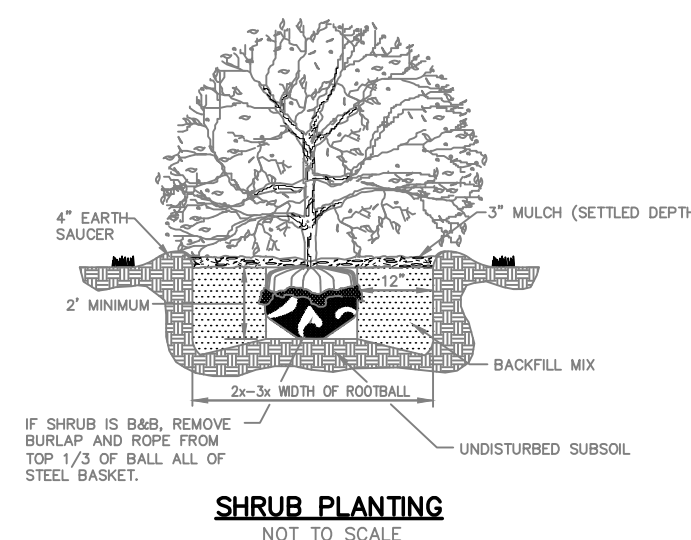 4" EARTH
SAUCER
3" MULCH (SETTLED DEPTH
12"
2' MINIMUM
BACKFILL MIX
2x-3x WIDTH OF ROOTBALL
IF SHRUB IS B&B, REMOVE
BURLAP AND ROPE FROM
TOP 1/3 OF BALL ALL OF
STEEL BASKET.
UNDISTURBED SUBSOIL
SHRUB PLANTING
NOT TO SCALE